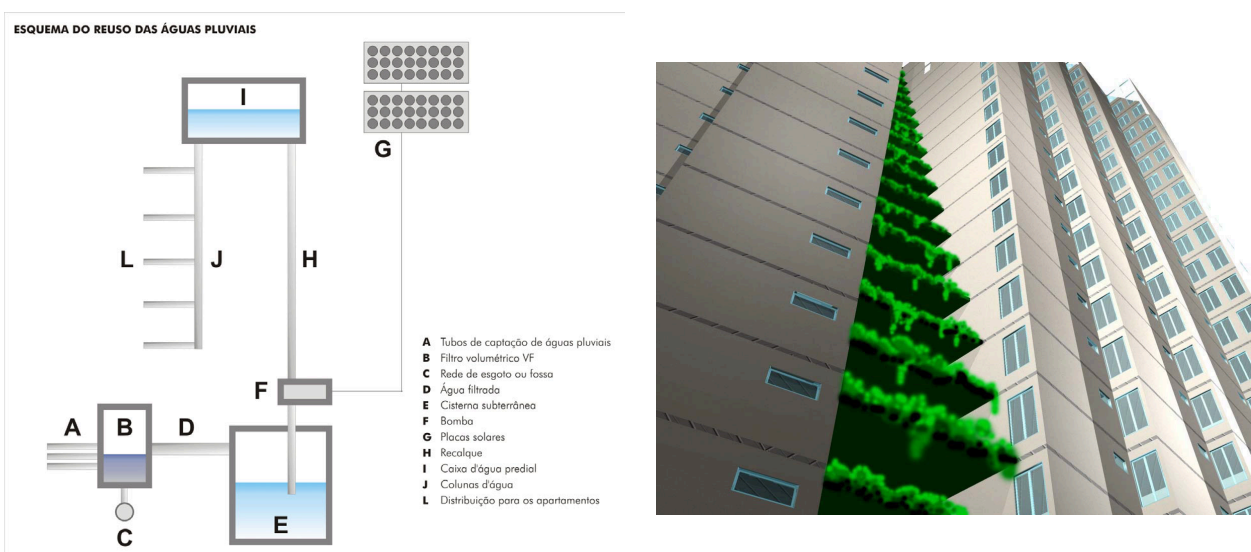 ESQUEMA DO REUSO DAS ÁGUAS PLUVIAIS
I
G
L
J
H
F
A
B
D
E
C
A Tubos de captação de águas pluviais
B Filtro volumétrico VF
C Rede de esgoto ou fossa
D Água filtrada
E Cisterna subterrânea
F Bomba
G Placas solares
H Recalque
I Caixa d'água predial
J Colunas d'água
L Distribuição para os apartamentos